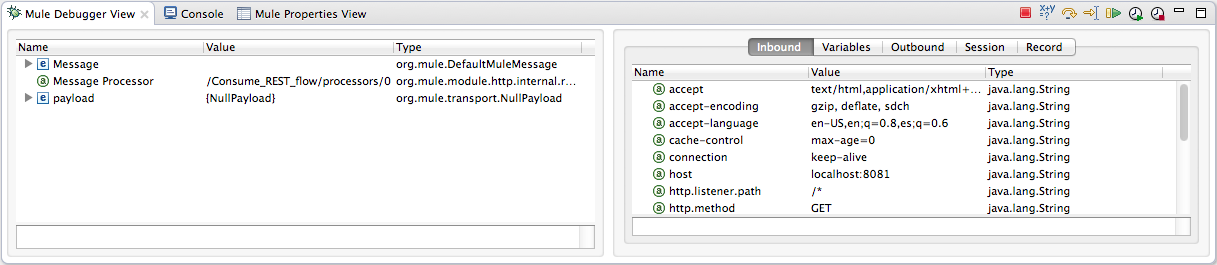 Mule Debugger View Console Mule Properties View
x+y =?
Name Value Type
Message org.mule.DefaultMuleMessage
Message Processor /Consume_REST_flow/processors/0 org.mule.module.http.internal.r...
payload {NullPayload} org.mule.transport.NullPayload
Inbound Variables Outbound Session Record
Name Value Type
accept text/html,application/xhtml+... java.lang.String
accept-encoding gzip, deflate, sdch java.lang.String
accept-language en-US,en;q=0.8,es;q=0.6 java.lang.String
cache-control max-age=0 java.lang.String
connection keep-alive java.lang.String
host localhost:8081 java.lang.String
http.listener.path /* java.lang.String
http.method GET java.lang.String